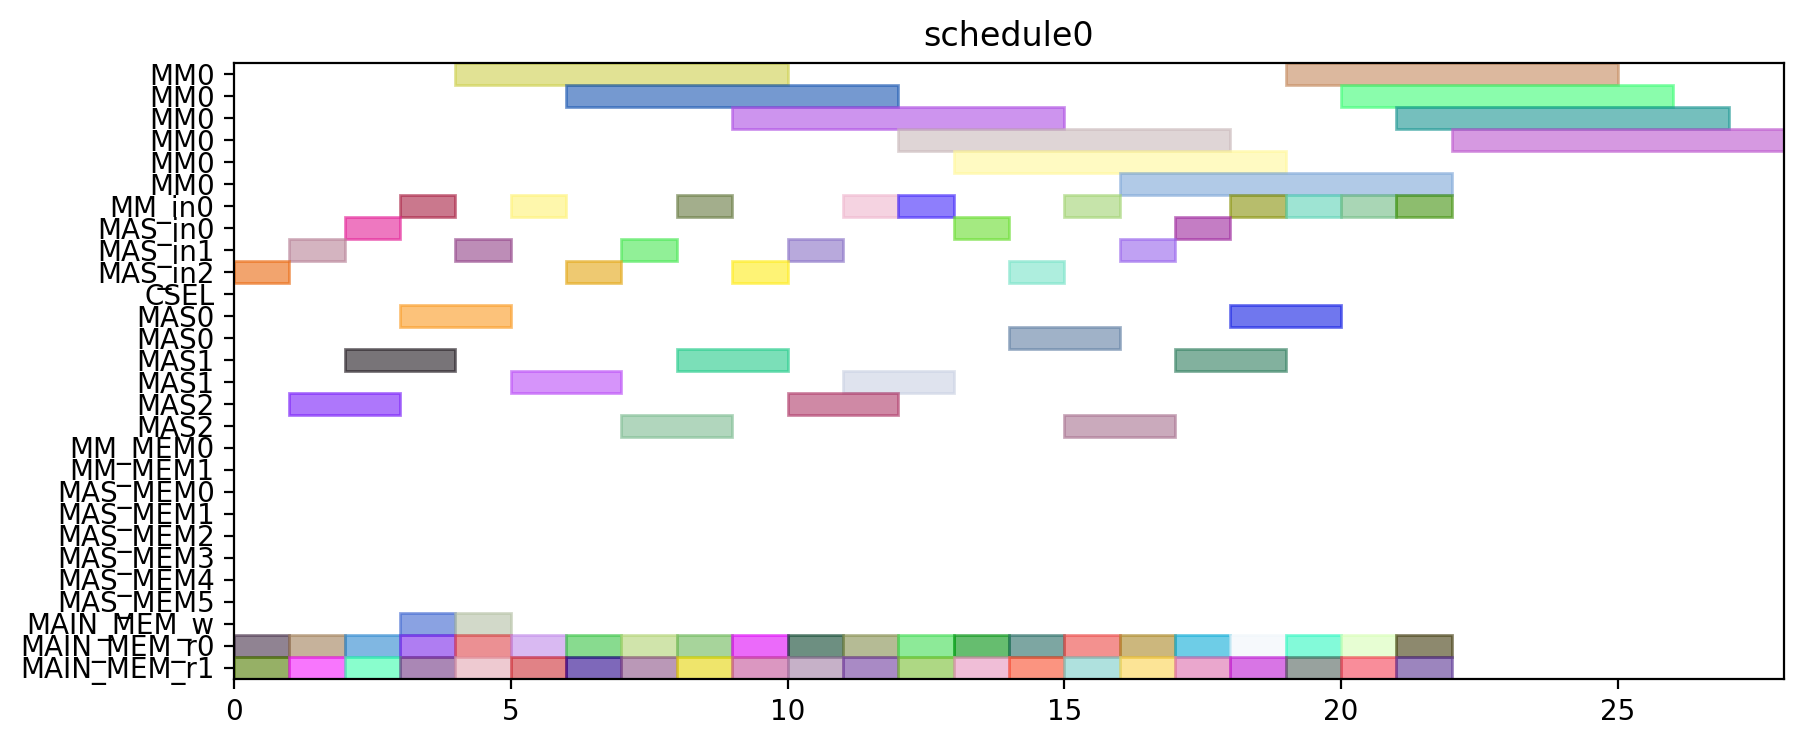 schedule0
MM0
MM0
MM0
MM0
MM0
MM0
MM_in0
MAS_in0
MAS_in1
MAS_in2
CSEL
MAS0
MAS0
MAS1
MAS1
MAS2
MAS2
MM_MEM0
MM_MEM1
MAS_MEM0
MAS_MEM1
MAS_MEM2
MAS_MEM3
MAS_MEM4
MAS_MEM5
MAIN_MEM_w
MAIN_MEM_r0
MAIN_MEM_r1
0 5 10 15 20 25